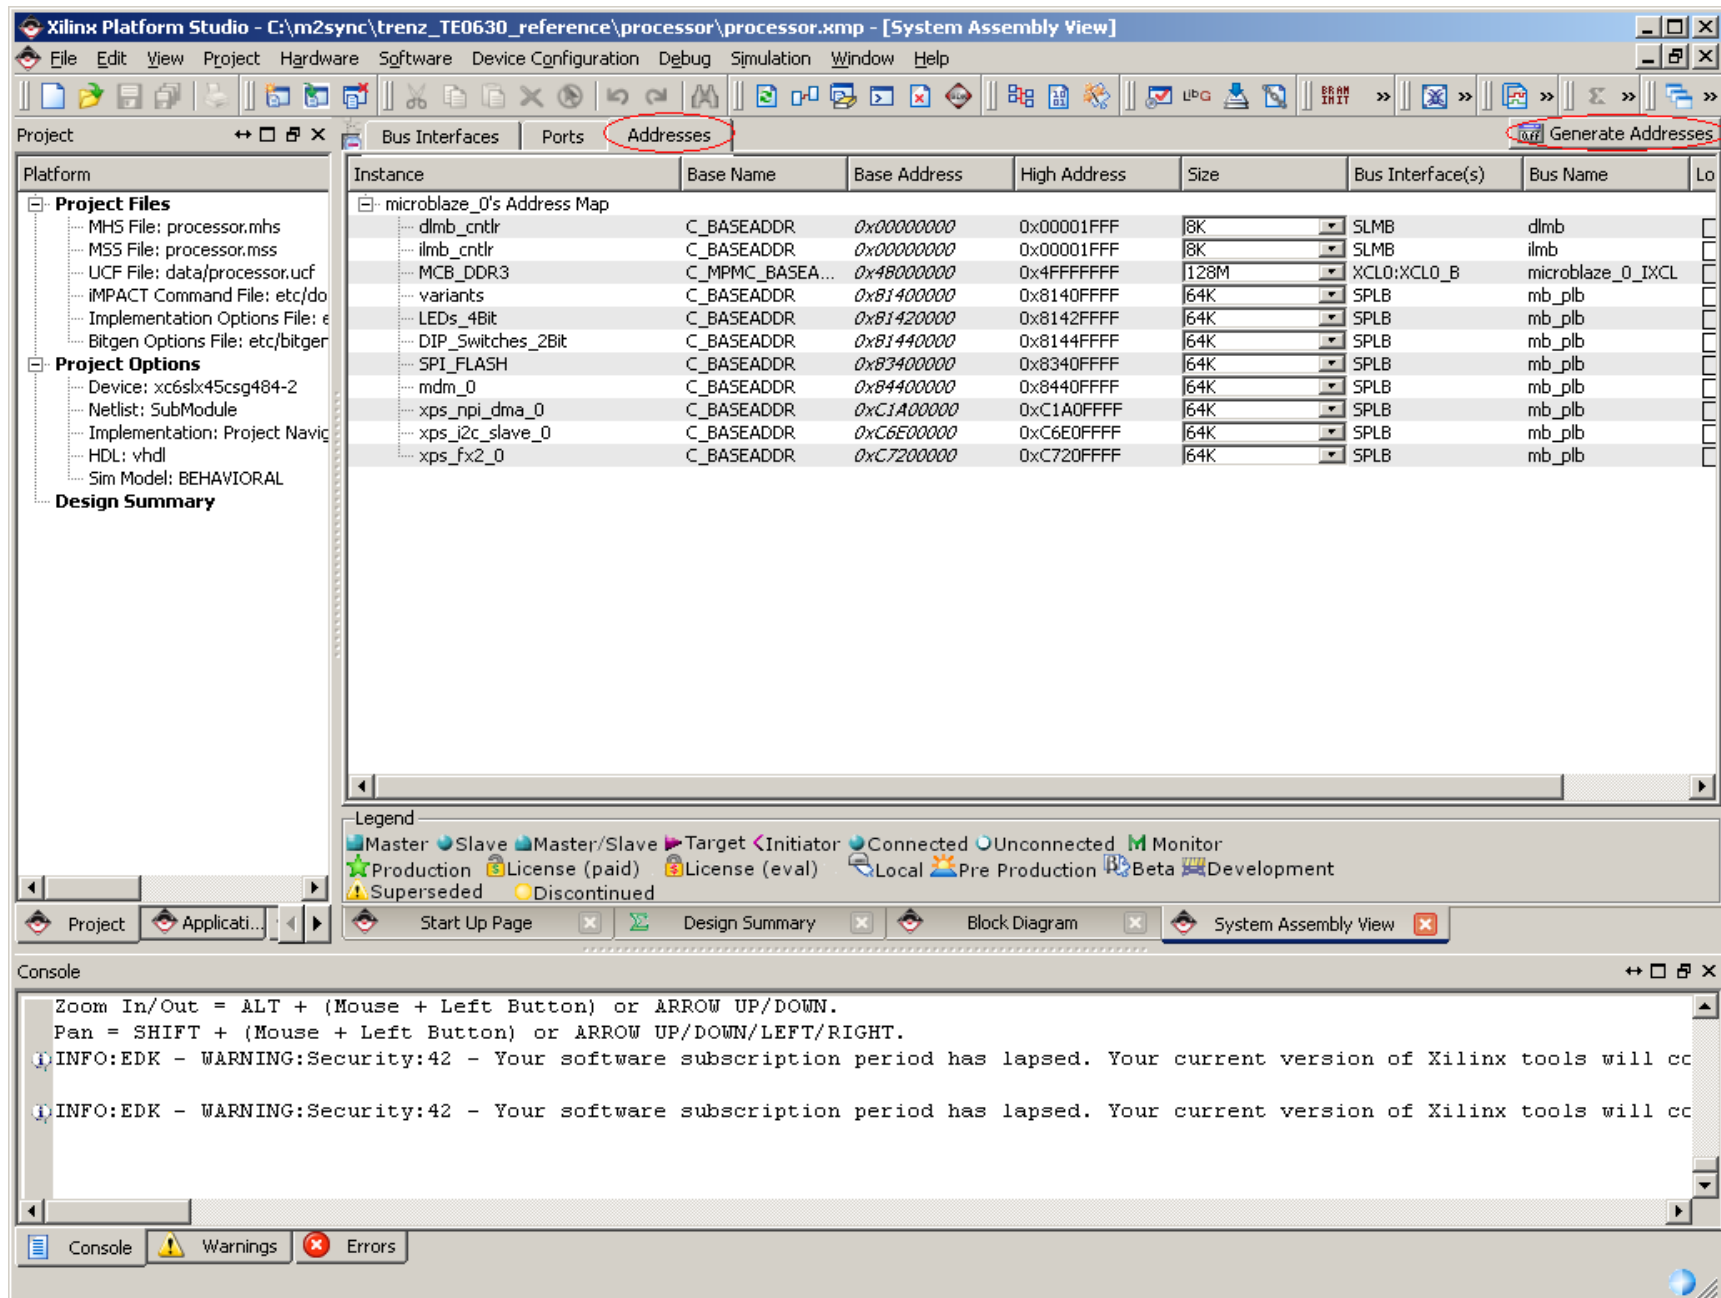 Xilinx Platform Studio - C:\m2sync\trenz_TE0630_reference\processor\processor.xmp - [System Assembly View]
File Edit View Project Hardware Software Device Configuration Debug Simulation Window Help
Project
Bus Interfaces Ports Addresses Generate Addresses
Platform
Project Files
MHS File: processor.mhs
MSS File: processor.mss
UCF File: data/processor.ucf
iMPACT Command File: etc/do
Implementation Options File: e
Bitgen Options File: etc/bitger
Project Options
Device: xc6slx45csg484-2
Netlist: SubModule
Implementation: Project Navig
HDL: vhdl
Sim Model: BEHAVIORAL
Design Summary
Instance Base Name Base Address High Address Size Bus Interface(s) Bus Name Lo
microblaze_0's Address Map
dlmb_cntlr C_BASEADDR 0x00000000 0x00001FFF 8K SLMB dlmb
ilmb_cntlr C_BASEADDR 0x00000000 0x00001FFF 8K SLMB ilmb
MCB_DDR3 C_MPMC_BASEA... 0x48000000 0x4FFFFFFF 128M XCL0:XCL0_B microblaze_0_IXCL
variants C_BASEADDR 0x81400000 0x8140FFFF 64K SPLB mb_plb
LEDs_4Bit C_BASEADDR 0x81420000 0x8142FFFF 64K SPLB mb_plb
DIP_Switches_2Bit C_BASEADDR 0x81440000 0x8144FFFF 64K SPLB mb_plb
SPI_FLASH C_BASEADDR 0x83400000 0x8340FFFF 64K SPLB mb_plb
mdm_0 C_BASEADDR 0x84400000 0x8440FFFF 64K SPLB mb_plb
xps_npi_dma_0 C_BASEADDR 0xC1A00000 0xC1A0FFFF 64K SPLB mb_plb
xps_i2c_slave_0 C_BASEADDR 0xC6E00000 0xC6E0FFFF 64K SPLB mb_plb
xps_fx2_0 C_BASEADDR 0xC7200000 0xC720FFFF 64K SPLB mb_plb
Legend
Master Slave Master/Slave Target Initiator Connected Unconnected M Monitor
Production License (paid) License (eval) Local Pre Production Beta Development
Superseded Discontinued
Project Applicati... Start Up Page Design Summary Block Diagram System Assembly View
Console
Zoom In/Out = ALT + (Mouse + Left Button) or ARROW UP/DOWN.
Pan = SHIFT + (Mouse + Left Button) or ARROW UP/DOWN/LEFT/RIGHT.
INFO:EDK - WARNING:Security:42 - Your software subscription period has lapsed. Your current version of Xilinx tools will co
INFO:EDK - WARNING:Security:42 - Your software subscription period has lapsed. Your current version of Xilinx tools will co
Console Warnings Errors